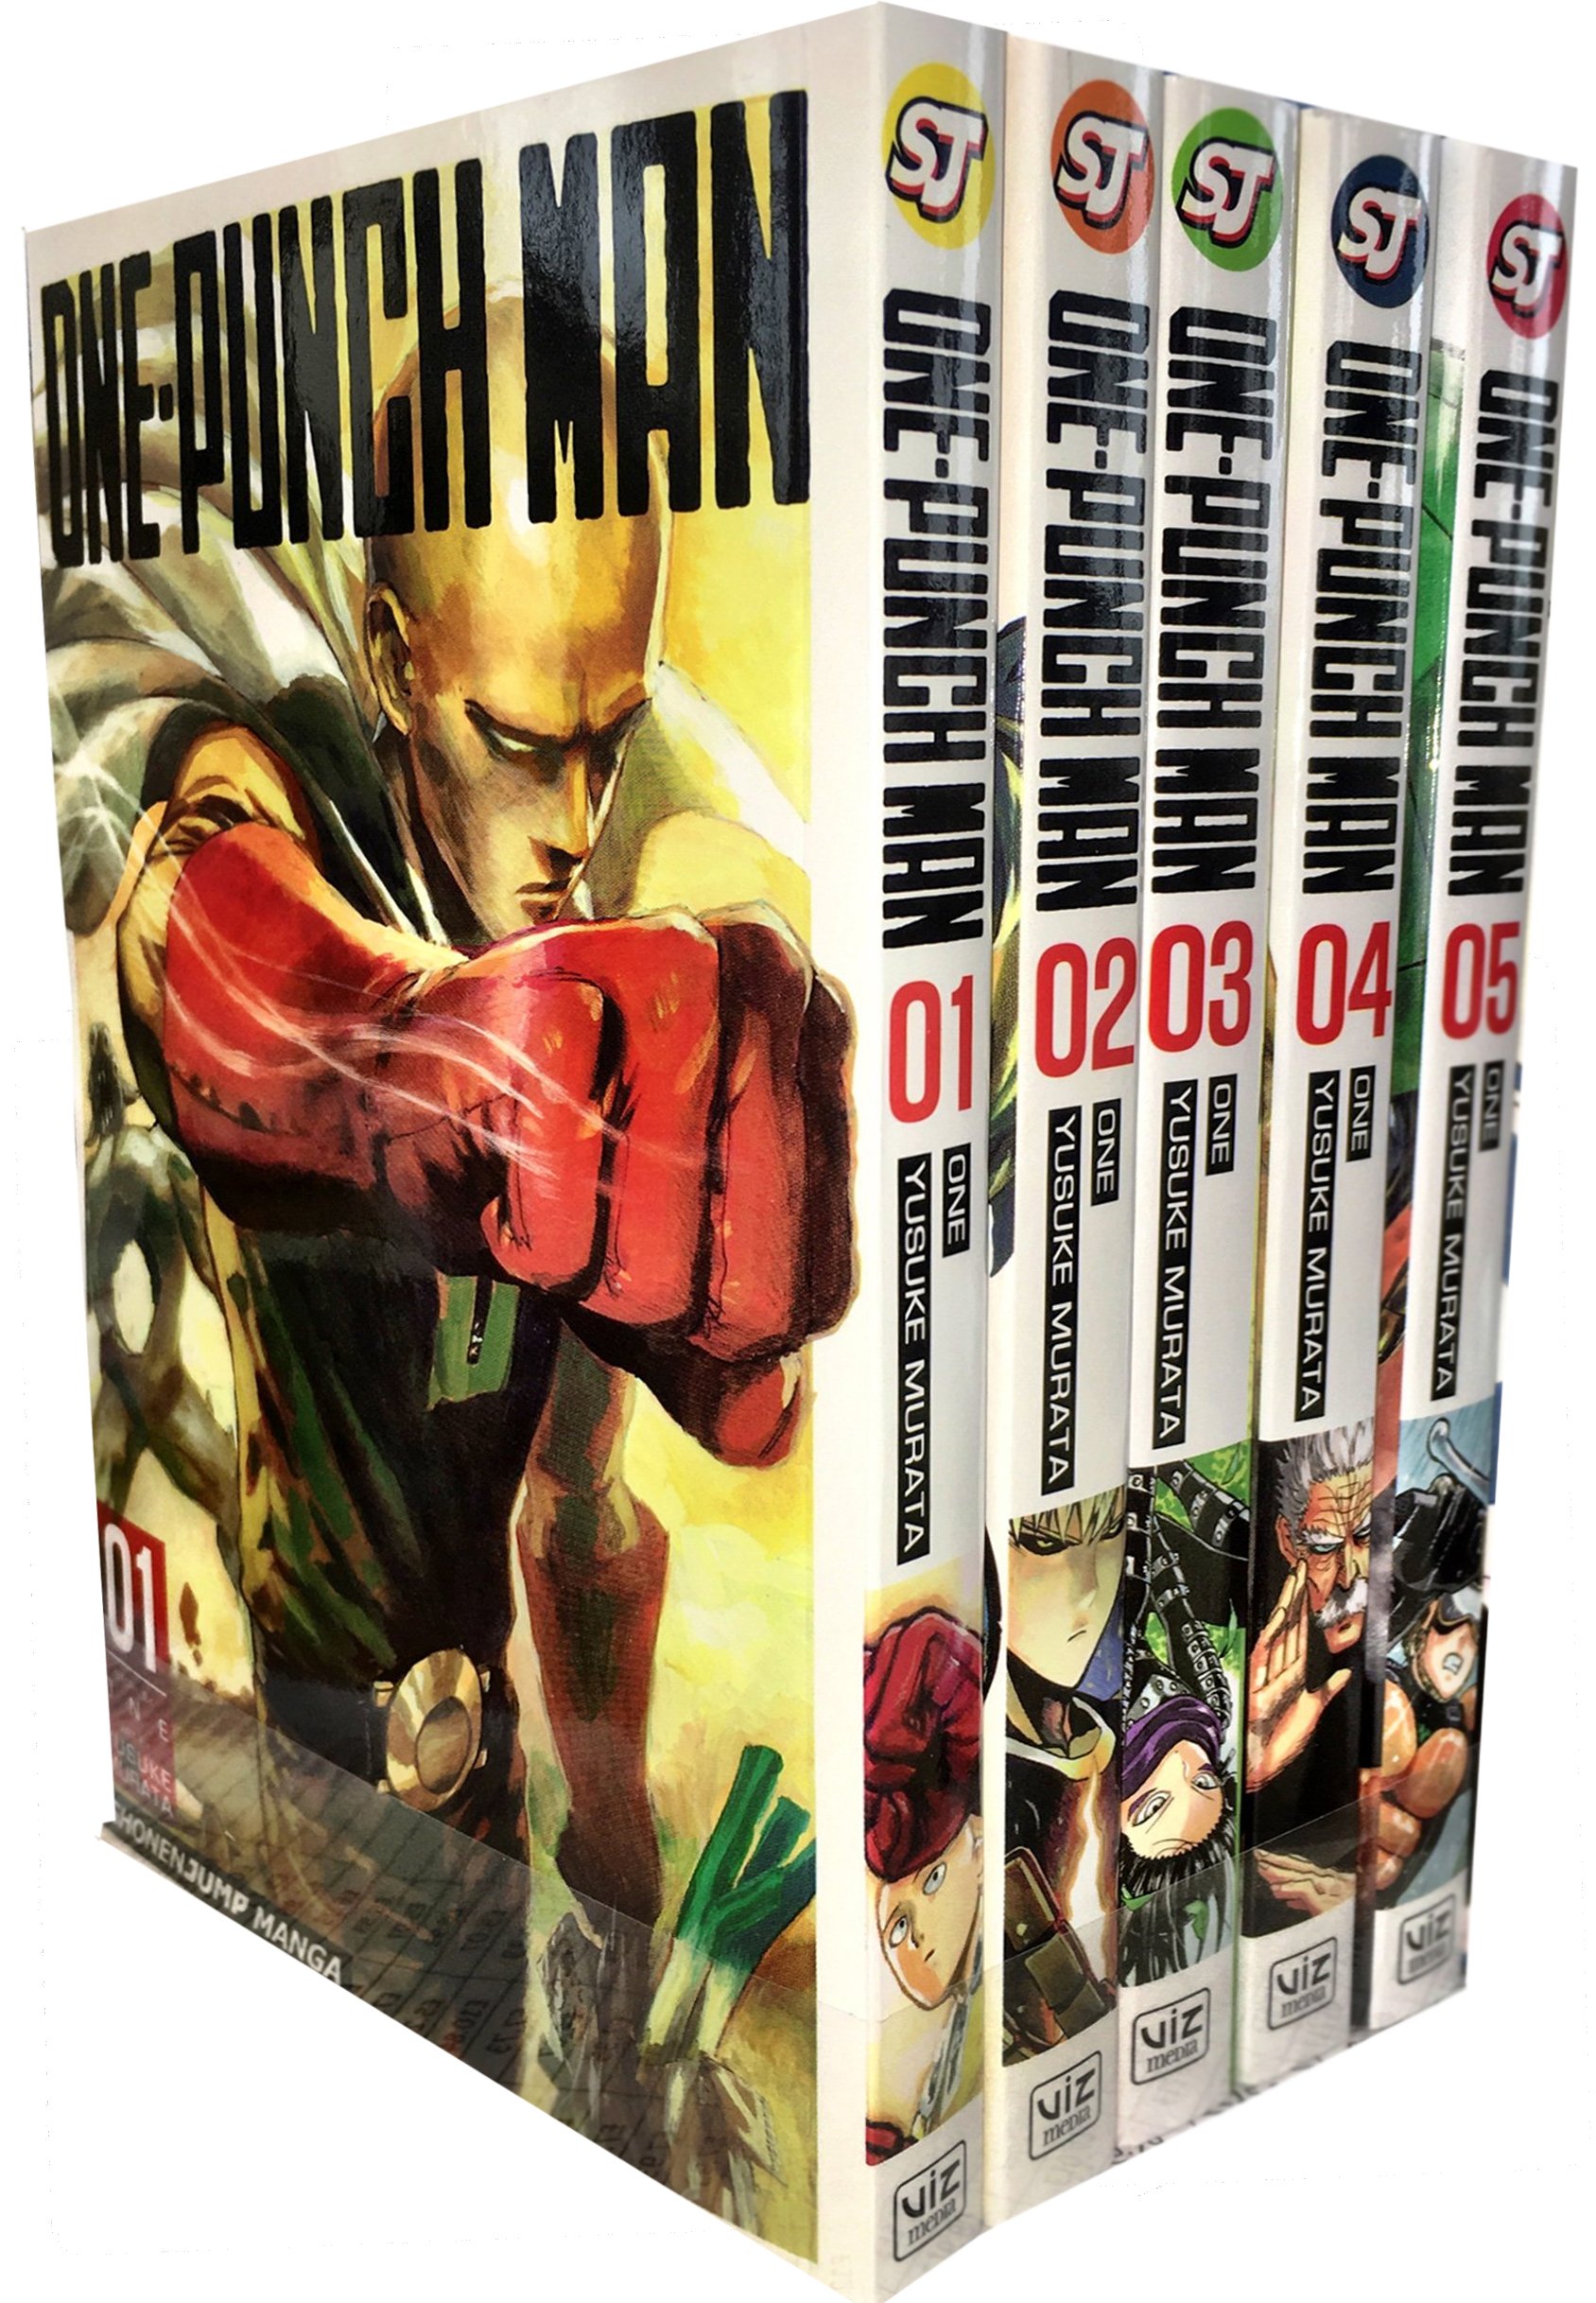 ONE-PUNCH MAN
01
NE
YUSUKE
MURATA
SHONEN JUMP MANGA
SJ
ONE-PUNCH MAN
01
ONE
YUSUKE MURATA
VIZ
media
SJ
ONE-PUNCH MAN
02
ONE
YUSUKE MURATA
VIZ
media
SJ
ONE-PUNCH MAN
03
ONE
YUSUKE MURATA
VIZ
media
SJ
ONE-PUNCH MAN
04
ONE
YUSUKE MURATA
VIZ
media
SJ
ONE-PUNCH MAN
05
ONE
YUSUKE MURATA
VIZ
media